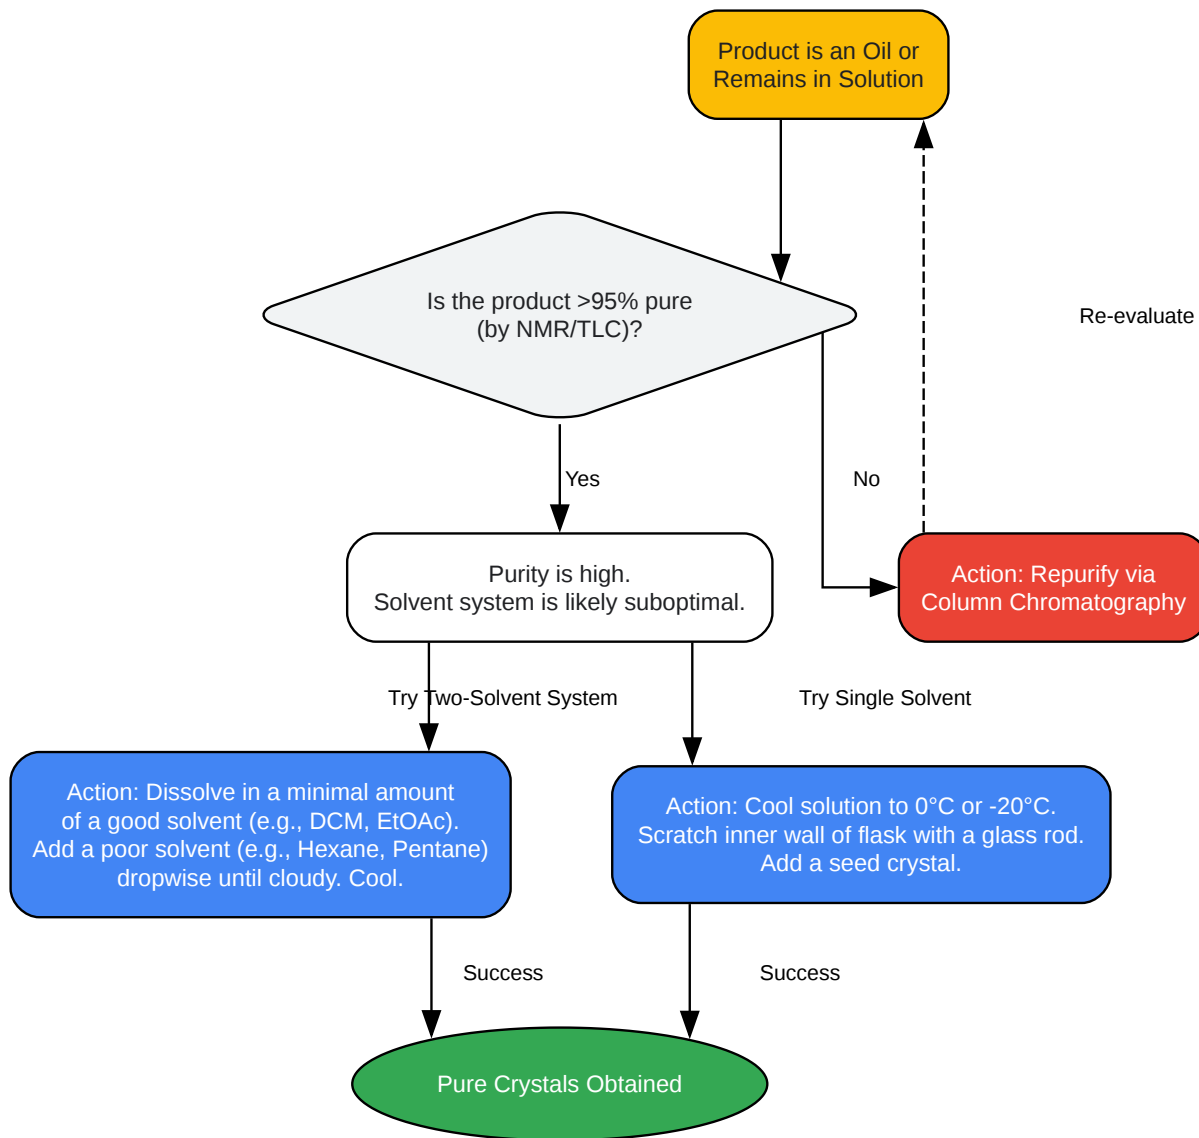 Product is an Oil or
Remains in Solution
Is the product >95% pure
(by NMR/TLC)?
Re-evaluate
Yes
No
Purity is high.
Solvent system is likely suboptimal.
Action: Repurify via
Column Chromatography
Try Two-Solvent System
Try Single Solvent
Action: Dissolve in a minimal amount
of a good solvent (e.g., DCM, EtOAc).
Add a poor solvent (e.g., Hexane, Pentane)
dropwise until cloudy. Cool.
Action: Cool solution to 0°C or -20°C.
Scratch inner wall of flask with a glass rod.
Add a seed crystal.
Success
Success
Pure Crystals Obtained